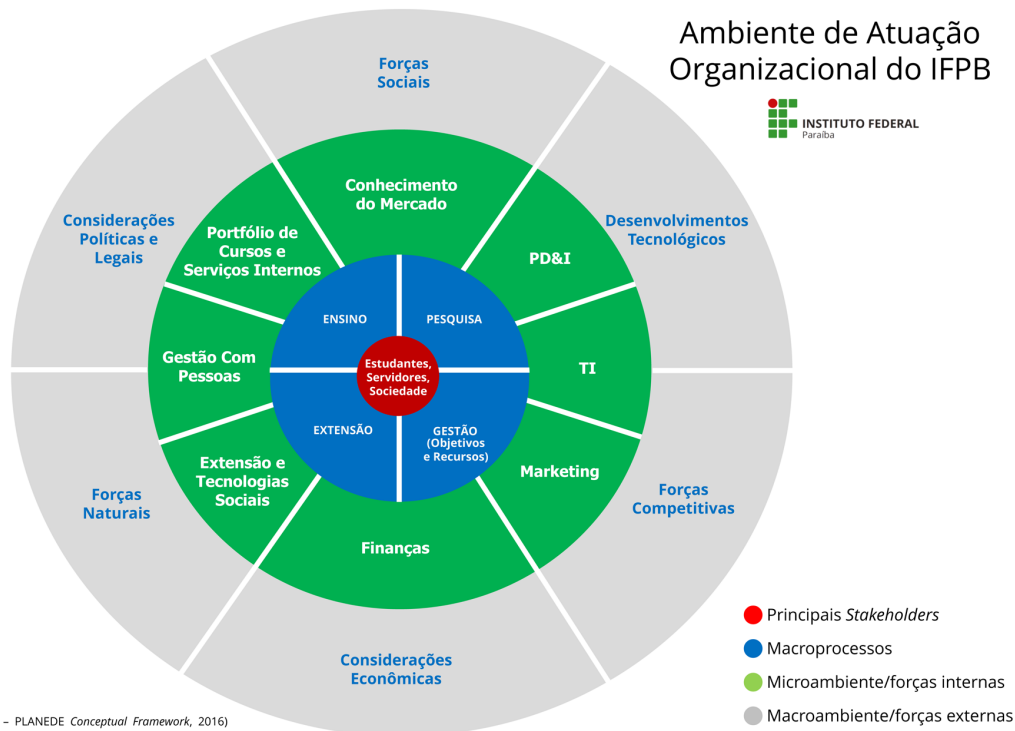 Ambiente de Atuação
Organizacional do IFPB
INSTITUTO FEDERAL
Paraíba
Forças
Sociais
Considerações
Políticas e
Legais
Desenvolvimentos
Tecnológicos
Forças
Naturais
Forças
Competitivas
Considerações
Econômicas
Conhecimento
do Mercado
Portfólio de
Cursos e
Serviços Internos
PD&I
Gestão Com
Pessoas
TI
Extensão e
Tecnologias
Sociais
Marketing
Finanças
ENSINO
PESQUISA
EXTENSÃO
GESTÃO
(Objetivos
e Recursos)
Estudantes,
Servidores,
Sociedade
Principais Stakeholders
Macroprocessos
Microambiente/forças internas
Macroambiente/forças externas
– PLANEDE Conceptual Framework, 2016)